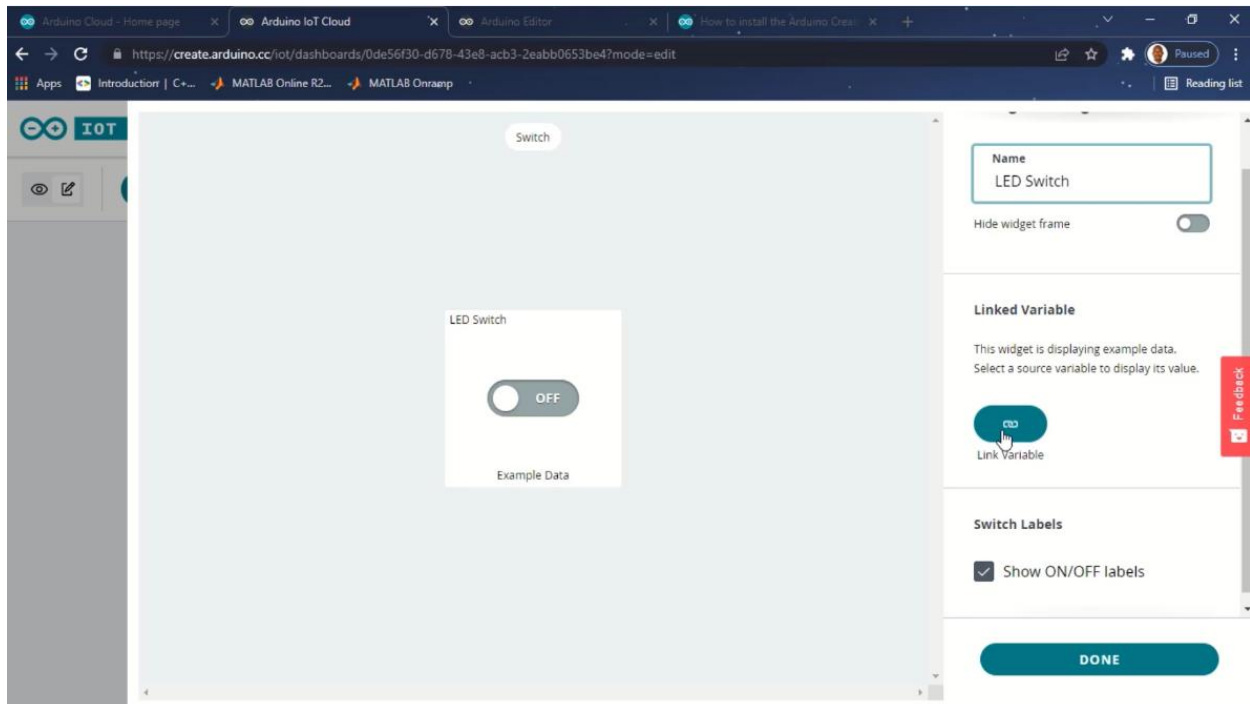 Arduino Cloud - Home page
Arduino IoT Cloud
Arduino Editor
How to install the Arduino Creat
https://create.arduino.cc/iot/dashboards/0de56f30-d678-43e8-acb3-2eabb0653be4?mode=edit
Paused
Apps
Introduction | C+...
MATLAB Online R2...
MATLAB Onramp
Reading list
IOT
Switch
Name
LED Switch
Hide widget frame
LED Switch
OFF
Example Data
Linked Variable
This widget is displaying example data.
Select a source variable to display its value.
Link Variable
Feedback
Switch Labels
Show ON/OFF labels
DONE